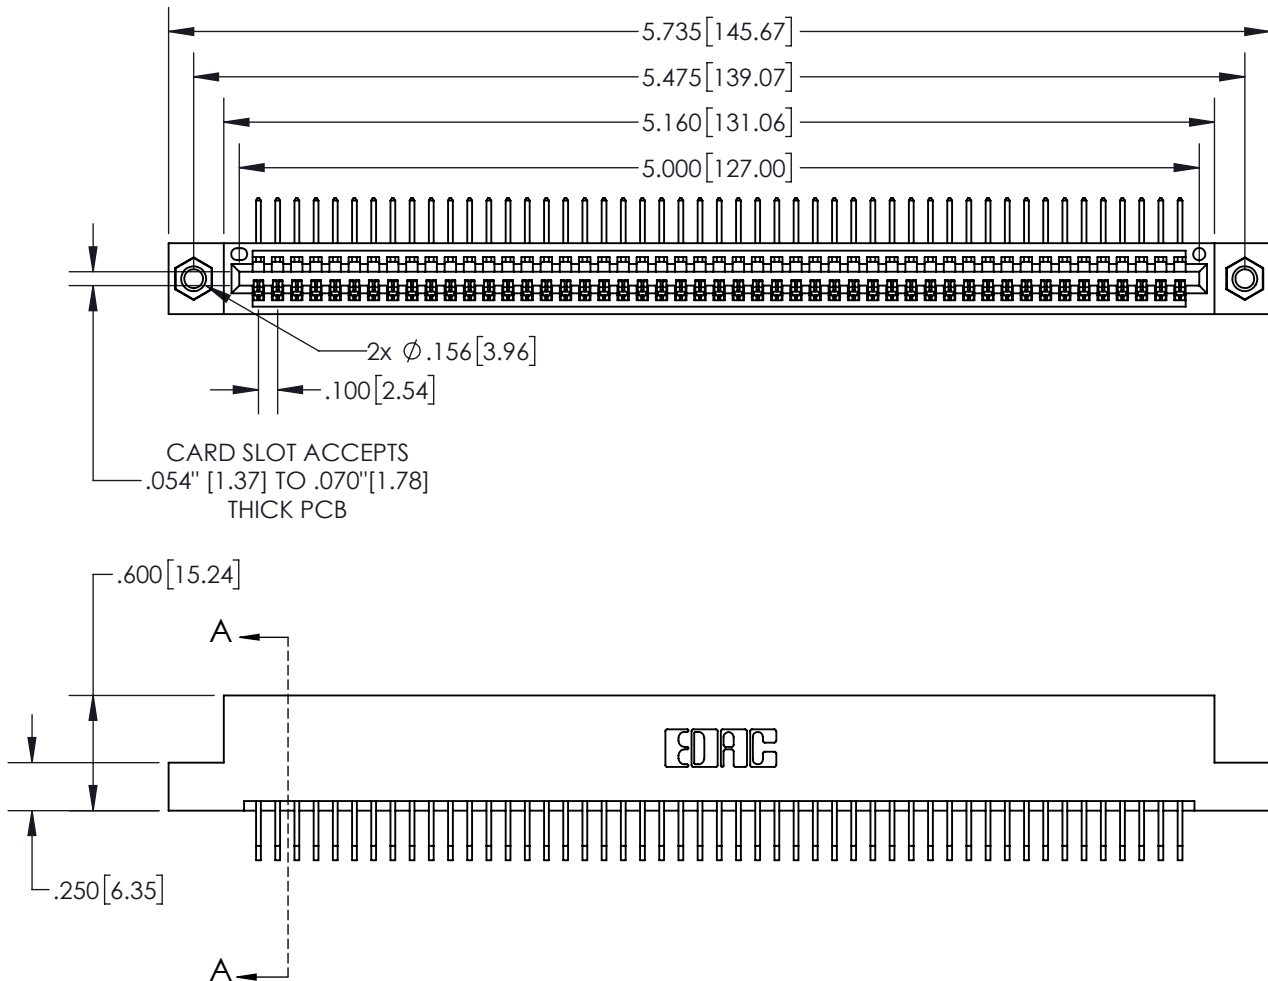 5.735[145.67]
5.475[139.07]
5.160[131.06]
5.000[127.00]
2x Ø.156[3.96]
.100[2.54]
CARD SLOT ACCEPTS
.054" [1.37] TO .070"[1.78]
THICK PCB
.600[15.24]
A
EDAC
.250[6.35]
A